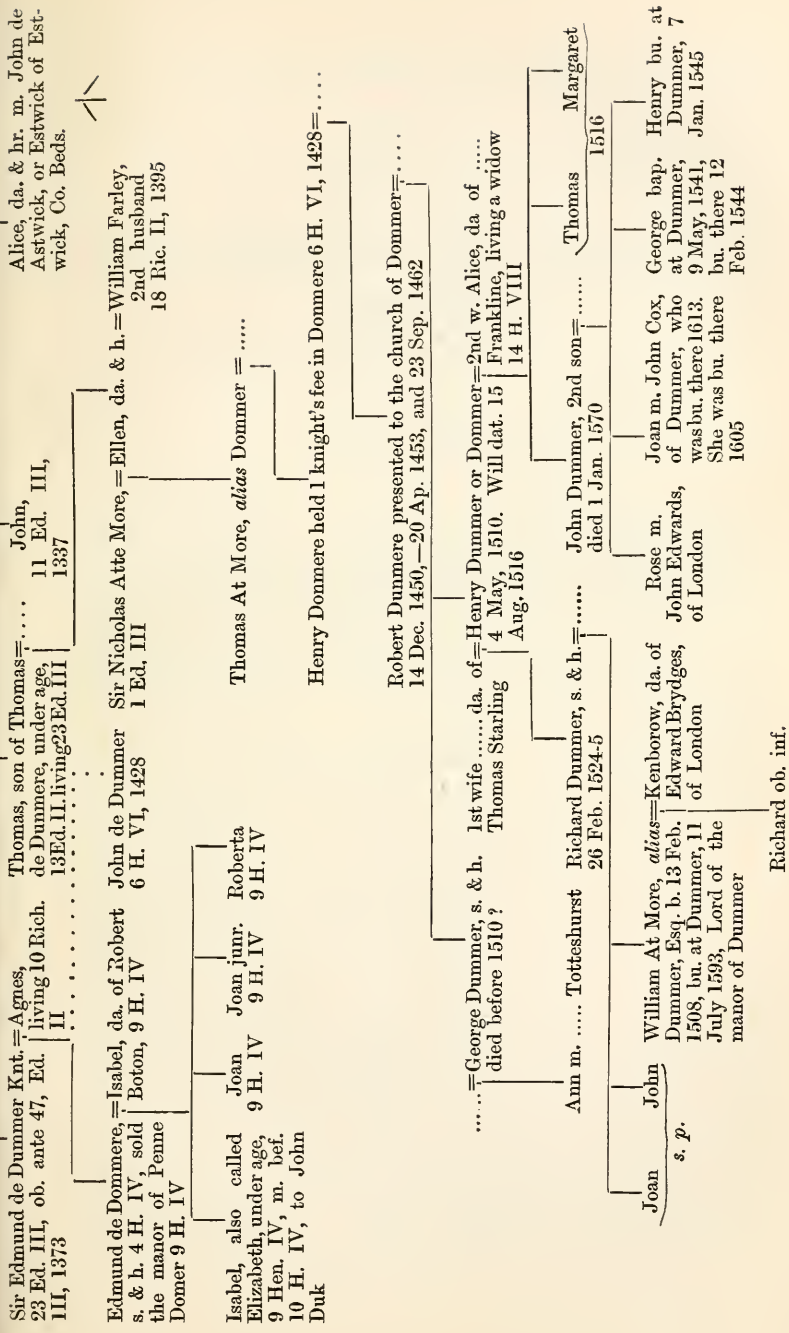 Sir Edmund de Dummer Knt.=Agnes,
23 Ed. III, ob. ante 47, Ed. living 10 Rich.
III, 1373 II
Thomas, son of Thomas=....
de Dunmere, under age,
13 Ed. II. living 23 Ed. III
John,
11 Ed. III,
1337
Alice, da. & hr. m. John de
Astwick, or Estwick of Est-
wick, Co. Beds.
Edmund de Dommere,=Isabel, da. of Robert
s. & h. 4 H. IV, sold Boton, 9 H. IV
the manor of Penne
Domer 9 H. IV
John de Dummer
6 H. VI, 1428
Sir Nicholas Atte More,=Ellen, da. & h.=William Farley,
1 Ed. III 2nd husband
18 Ric. II, 1395
Isabel, also called
Elizabeth, under age,
9 Hen. IV, m. bef.
10 H. IV, to John
Duk
Joan
9 H. IV
Joan junr.
9 H. IV
Roberta
9 H. IV
Thomas At More, alias Dommer = .....
Henry Donmere held 1 knight's fee in Donmere 6 H. VI, 1428=....
Robert Dunmere presented to the church of Dommer=....
14 Dec. 1450,—20 Ap. 1453, and 23 Sep. 1462
......=George Dummer, s. & h.
died before 1510 ?
1st wife ...... da. of=Henry Dummer or Dommer=2nd w. Alice, da of .....
Thomas Starling 4 May, 1510. Will dat. 15 Frankline, living a widow
Aug. 1516 14 H. VIII
Ann m. ..... Totteshurst
Richard Dummer, s. & h.=......
26 Feb. 1524-5
John Dummer, 2nd son=......
died 1 Jan. 1570
Thomas Margaret
1516
Joan John
s. p.
William At More, alias=Kenborow, da. of
Dummer, Esq. b. 13 Feb. Edward Brydges,
1508, bu. at Dummer, 11 of London
July 1593, Lord of the
manor of Dummer
Rose m.
John Edwards,
of London
Joan m. John Cox,
of Dummer, who
was bu. there 1613.
She was bu. there
1605
George bap.
at Dummer,
9 May, 1541,
bu. there 12
Feb. 1544
Henry bu. at
Dummer, 7
Jan. 1545
Richard ob. inf.